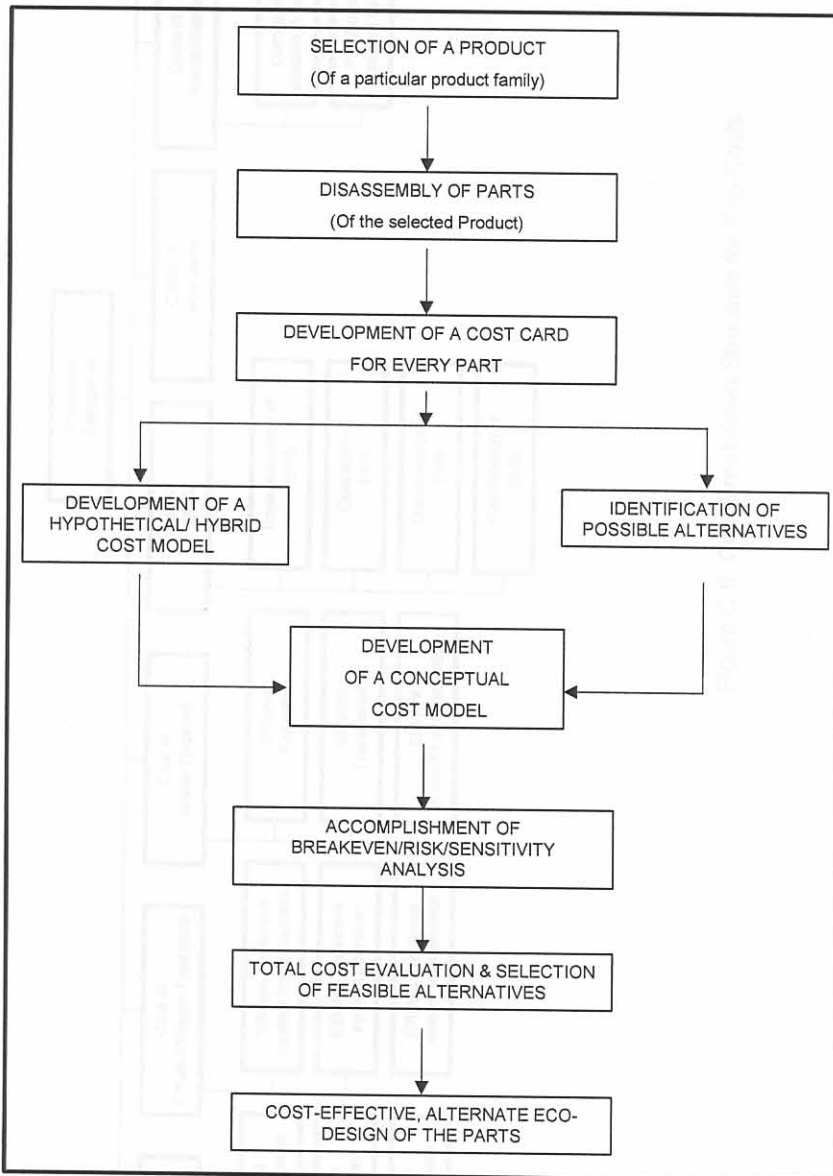 SELECTION OF A PRODUCT
(Of a particular product family)
DISASSEMBLY OF PARTS
(Of the selected Product)
DEVELOPMENT OF A COST CARD
FOR EVERY PART
DEVELOPMENT OF A
HYPOTHETICAL/ HYBRID
COST MODEL
IDENTIFICATION OF
POSSIBLE ALTERNATIVES
DEVELOPMENT
OF A CONCEPTUAL
COST MODEL
ACCOMPLISHMENT OF
BREAKEVEN/RISK/SENSITIVITY
ANALYSIS
TOTAL COST EVALUATION & SELECTION
OF FEASIBLE ALTERNATIVES
COST-EFFECTIVE, ALTERNATE ECO-
DESIGN OF THE PARTS